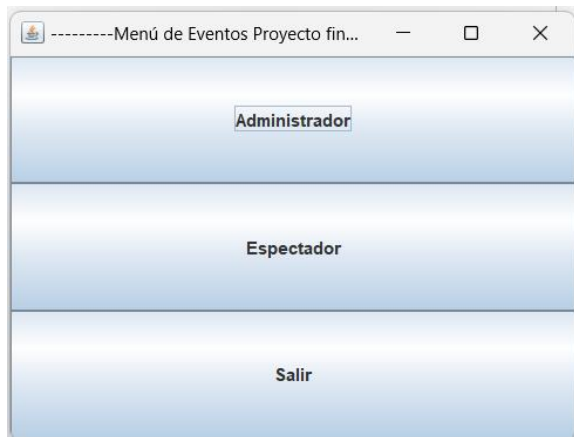 ---------Menú de Eventos Proyecto fin...
Administrador
Espectador
Salir